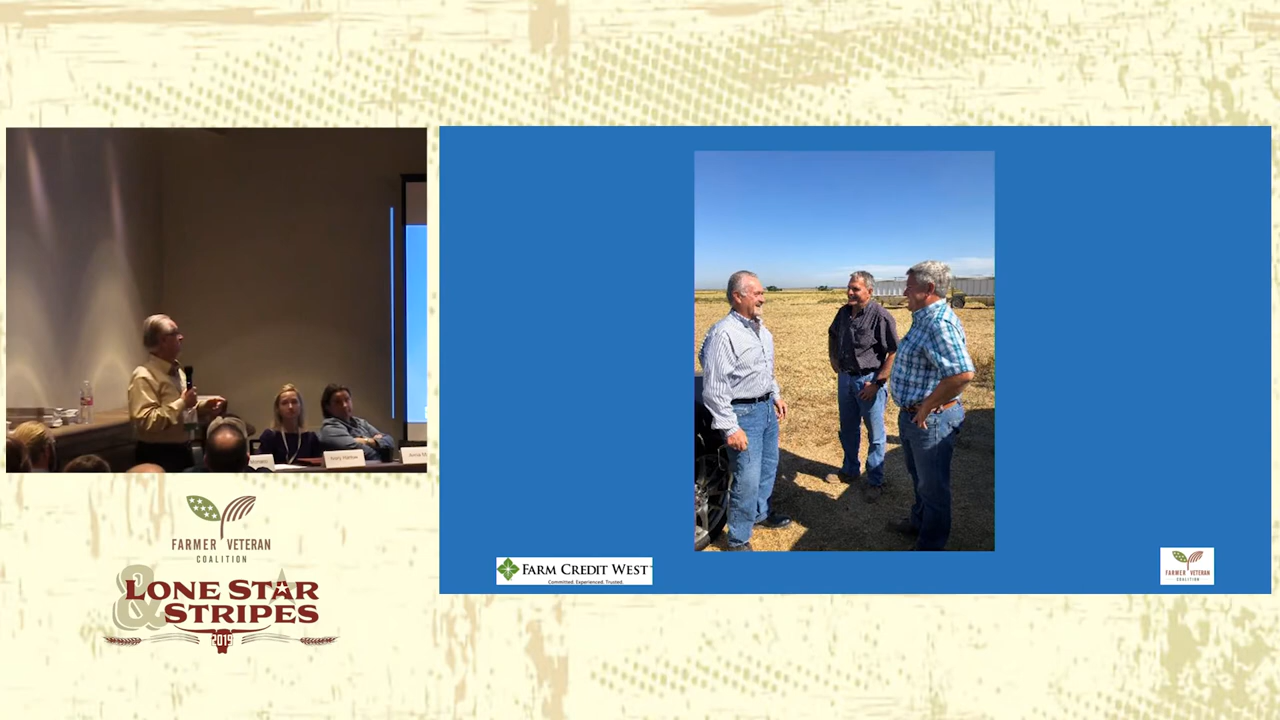 FARMER VETERAN
COALITION
LONE STAR
& STRIPES
2019
FARM CREDIT WEST
Committed. Experienced. Trusted.
FARMER VETERAN
COALITION